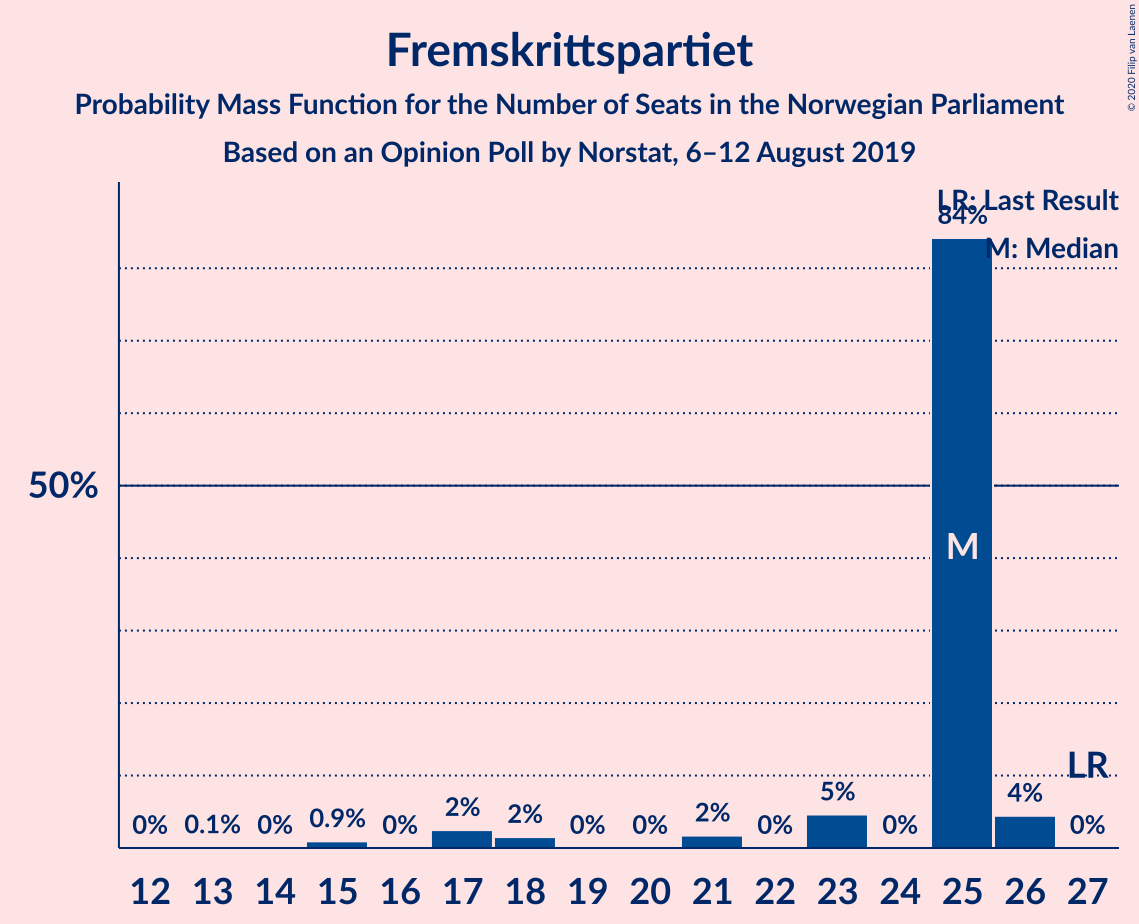 Fremskrittspartiet
Probability Mass Function for the Number of Seats in the Norwegian Parliament
Based on an Opinion Poll by Norstat, 6–12 August 2019
© 2020 Filip van Laenen
LR: Last Result
84%
M: Median
50%
M
LR
0% 0.1% 0% 0.9% 0% 2% 2% 0% 0% 2% 0% 5% 0% 4% 0%
12 13 14 15 16 17 18 19 20 21 22 23 24 25 26 27